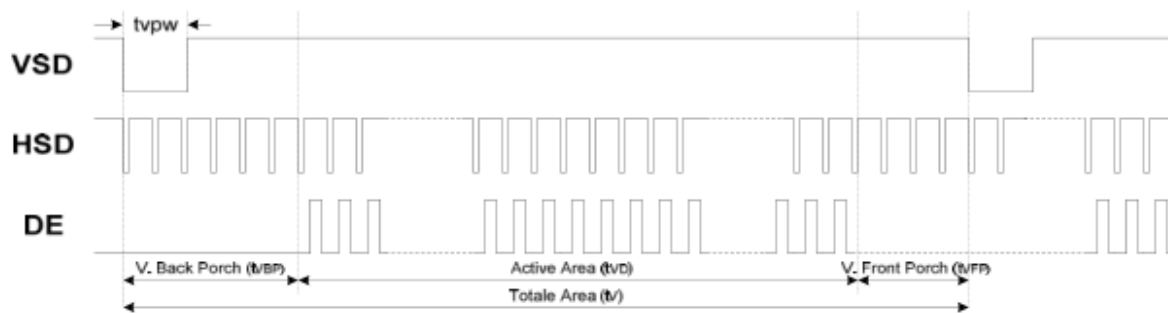 tvpw
VSD
HSD
DE
V. Back Porch (tVBP)
Active Area (tVD)
V. Front Porch (tVFP)
Totale Area (tV)